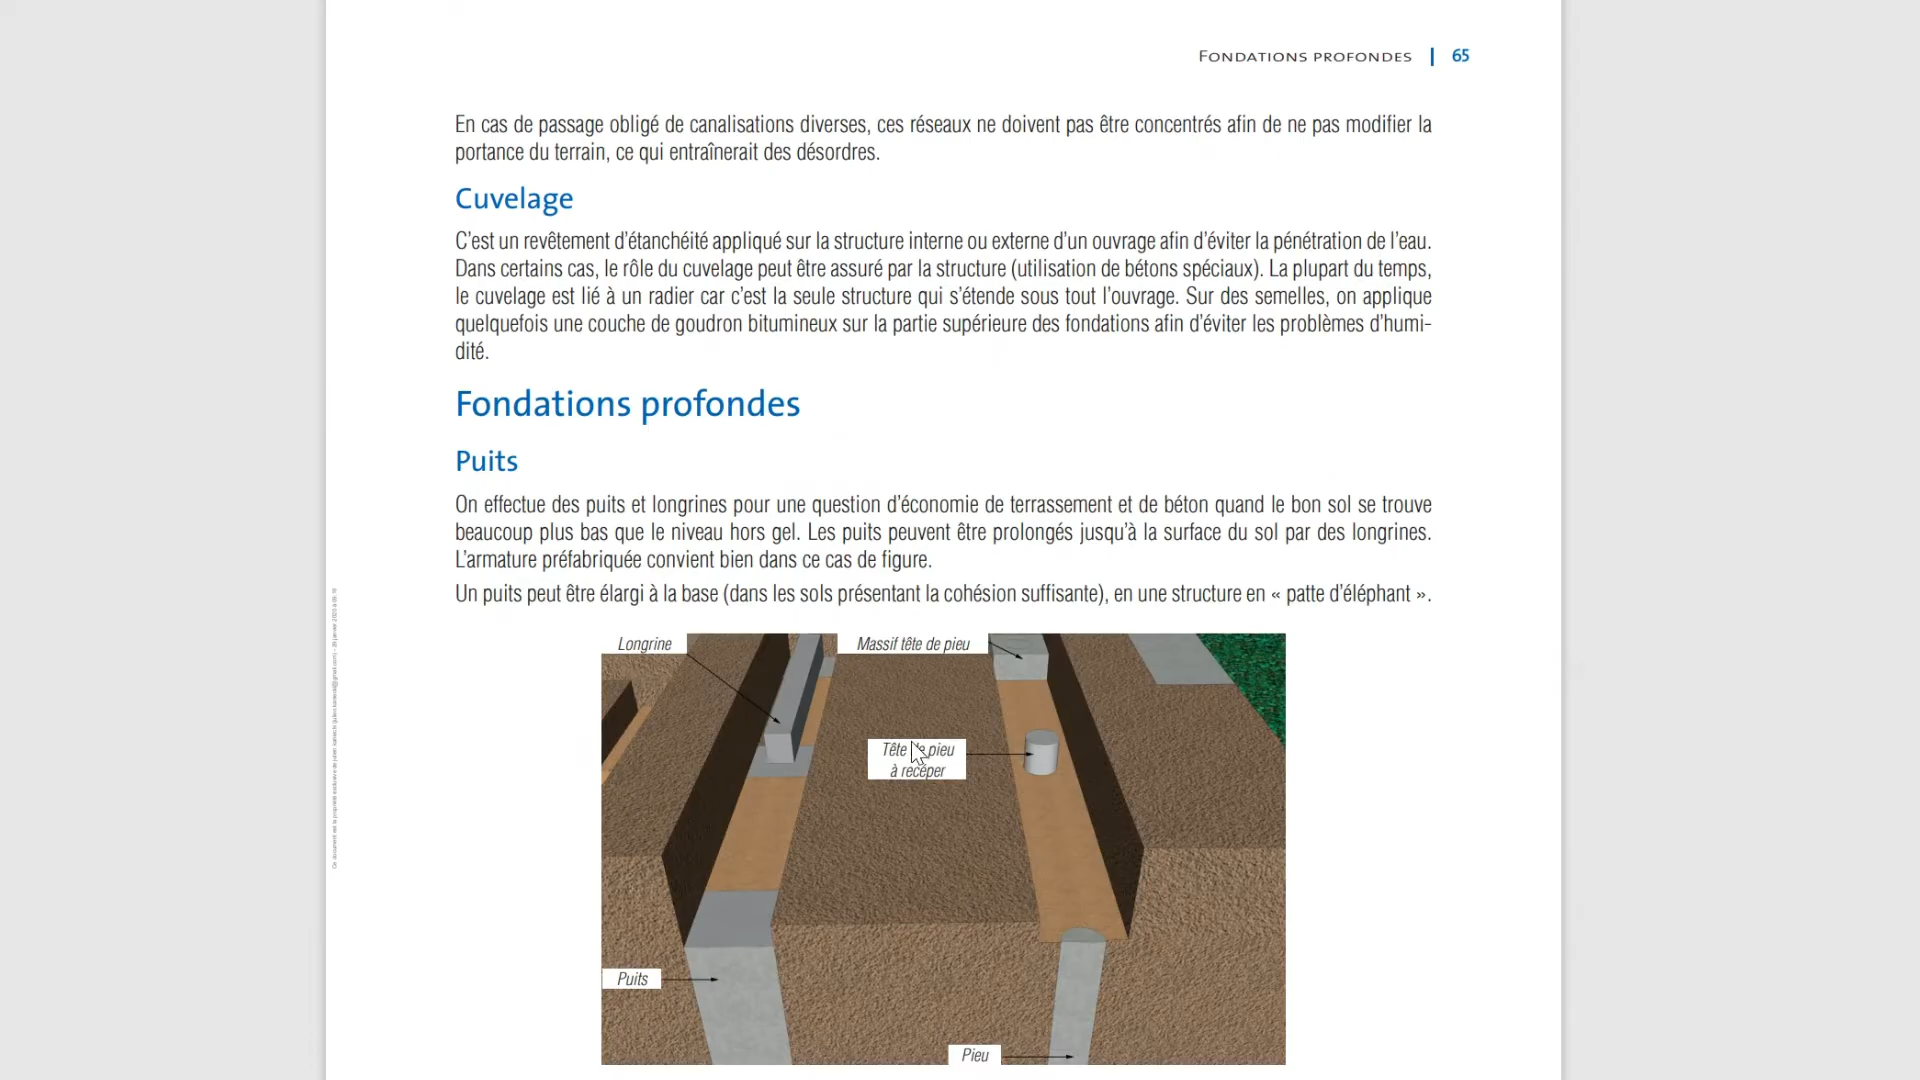 FONDATIONS PROFONDES | 65
En cas de passage obligé de canalisations diverses, ces réseaux ne doivent pas être concentrés afin de ne pas modifier la
portance du terrain, ce qui entraînerait des désordres.
Cuvelage
C'est un revêtement d'étanchéité appliqué sur la structure interne ou externe d'un ouvrage afin d'éviter la pénétration de l'eau.
Dans certains cas, le rôle du cuvelage peut être assuré par la structure (utilisation de bétons spéciaux). La plupart du temps,
le cuvelage est lié à un radier car c'est la seule structure qui s'étende sous tout l'ouvrage. Sur des semelles, on applique
quelquefois une couche de goudron bitumineux sur la partie supérieure des fondations afin d'éviter les problèmes d'humi-
dité.
Fondations profondes
Puits
On effectue des puits et longrines pour une question d'économie de terrassement et de béton quand le bon sol se trouve
beaucoup plus bas que le niveau hors gel. Les puits peuvent être prolongés jusqu'à la surface du sol par des longrines.
L'armature préfabriquée convient bien dans ce cas de figure.
Un puits peut être élargi à la base (dans les sols présentant la cohésion suffisante), en une structure en « patte d'éléphant ».
Longrine
Massif tête de pieu
Tête de pieu
à recéper
Puits
Pieu